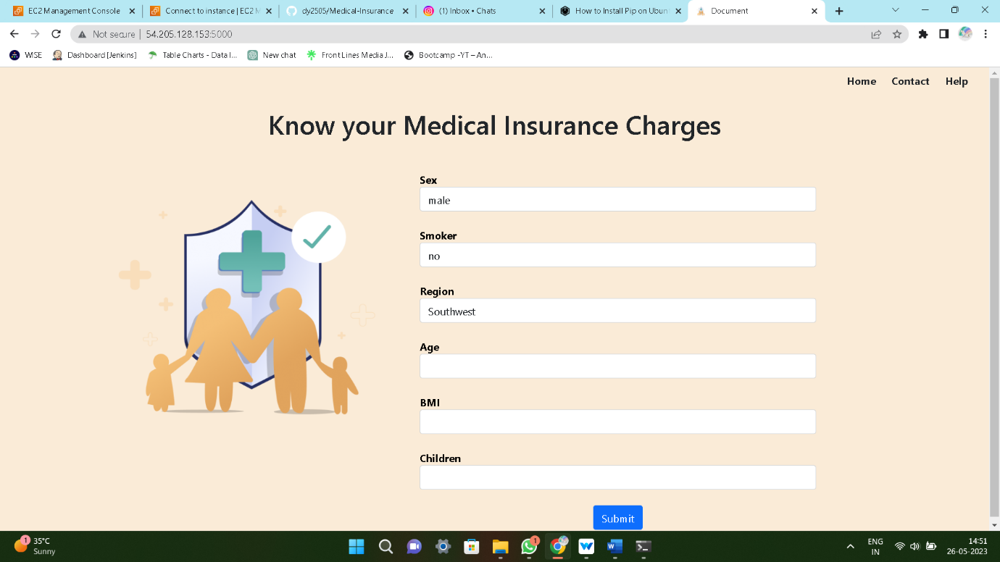 EC2 Management Console
Connect to instance | EC2 M
dy2505/Medical-Insurance
(1) Inbox • Chats
How to Install Pip on Ubun
Document
Not secure | 54.205.128.153:5000
WISE
Dashboard [Jenkins]
Table Charts - Data I...
New chat
Front Lines Media J...
Bootcamp -YT – An...
Home Contact Help
Know your Medical Insurance Charges
Sex
male
Smoker
no
Region
Southwest
Age
BMI
Children
Submit
1
35°C
Sunny
1
ENG
IN
14:51
26-05-2023